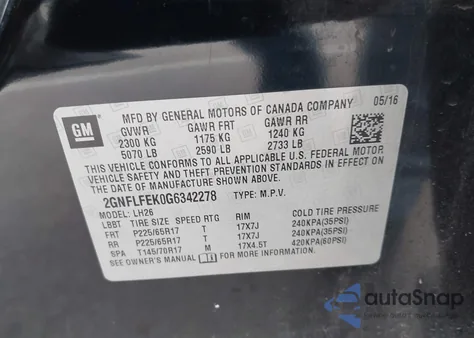 GM
MFD BY GENERAL MOTORS OF CANADA COMPANY 05/16
GVWR GAWR FRT GAWR RR
2300 KG 1175 KG 1240 KG
5070 LB 2590 LB 2733 LB
THIS VEHICLE CONFORMS TO ALL APPLICABLE U.S. FEDERAL MOTOR
VEHICLE SAFETY AND THEFT PREVENTION STANDARDS IN EFFECT
ON THE DATE OF MANUFACTURE SHOWN ABOVE.
2GNFLFEK0G6342278 TYPE: M.P.V.
MODEL: LH26
LBBT TIRE SIZE SPEED RTG RIM COLD TIRE PRESSURE
FRT P225/65R17 T 17X7J 240KPA(35PSI)
RR P225/65R17 T 17X7J 240KPA(35PSI)
SPA T145/70R17 M 17X4.5T 420KPA(60PSI)
SEE OWNER'S MANUAL FOR MORE INFORMATION.
autoSnap